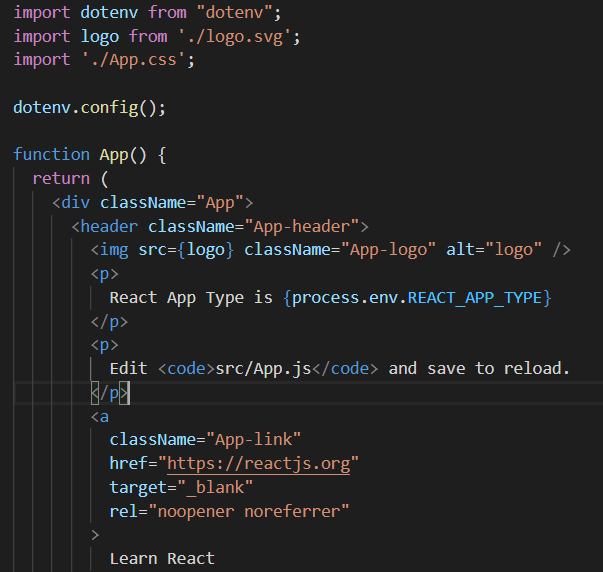 import dotenv from "dotenv";
import logo from './logo.svg';
import './App.css';

dotenv.config();

function App() {
  return (
    <div className="App">
      <header className="App-header">
        <img src={logo} className="App-logo" alt="logo" />
        <p>
          React App Type is {process.env.REACT_APP_TYPE}
        </p>
        <p>
          Edit <code>src/App.js</code> and save to reload.
        </p>
        <a
          className="App-link"
          href="https://reactjs.org"
          target="_blank"
          rel="noopener noreferrer"
        >
          Learn React